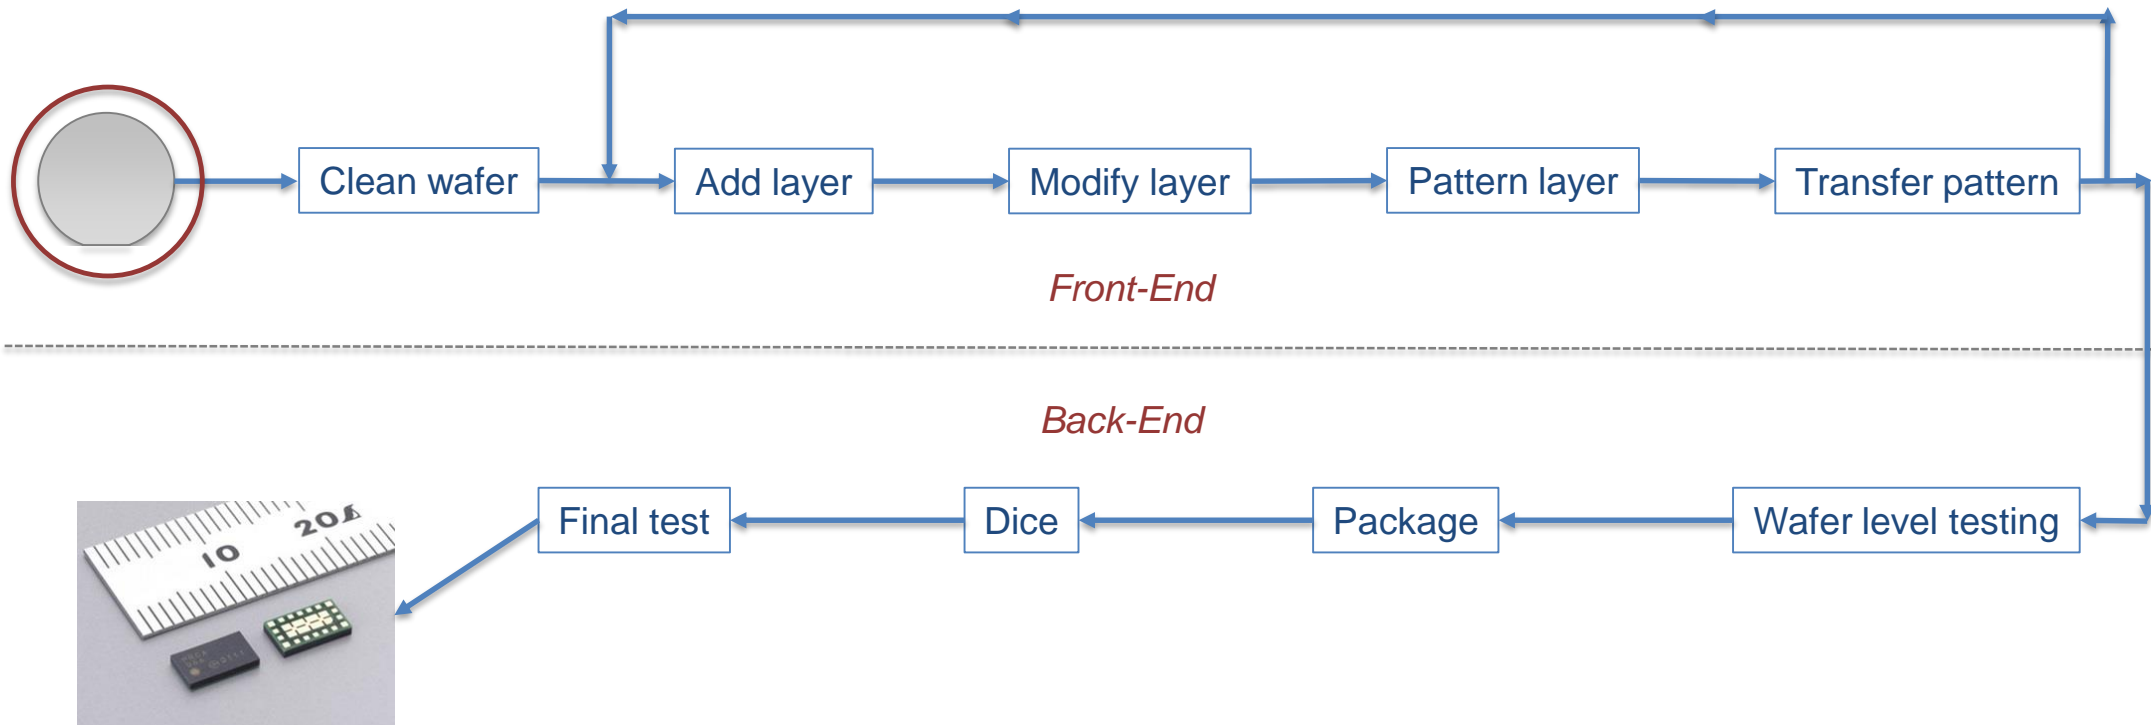 Clean wafer
Add layer
Modify layer
Pattern layer
Transfer pattern
Front-End
Back-End
Final test
Dice
Package
Wafer level testing
10
20